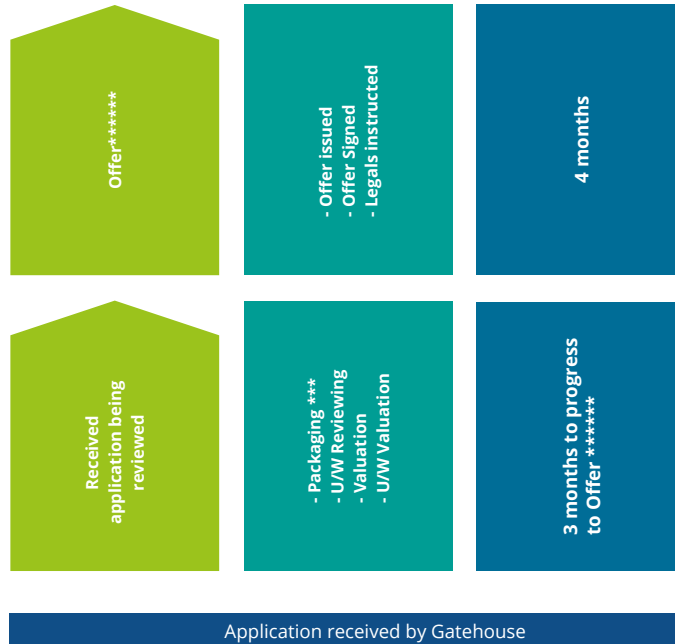 Offer******
- Offer issued
- Offer Signed
- Legals instructed
4 months
Received
application being
reviewed
- Packaging ***
- U/W Reviewing
- Valuation
- U/W Valuation
3 months to progress
to Offer ******
Application received by Gatehouse